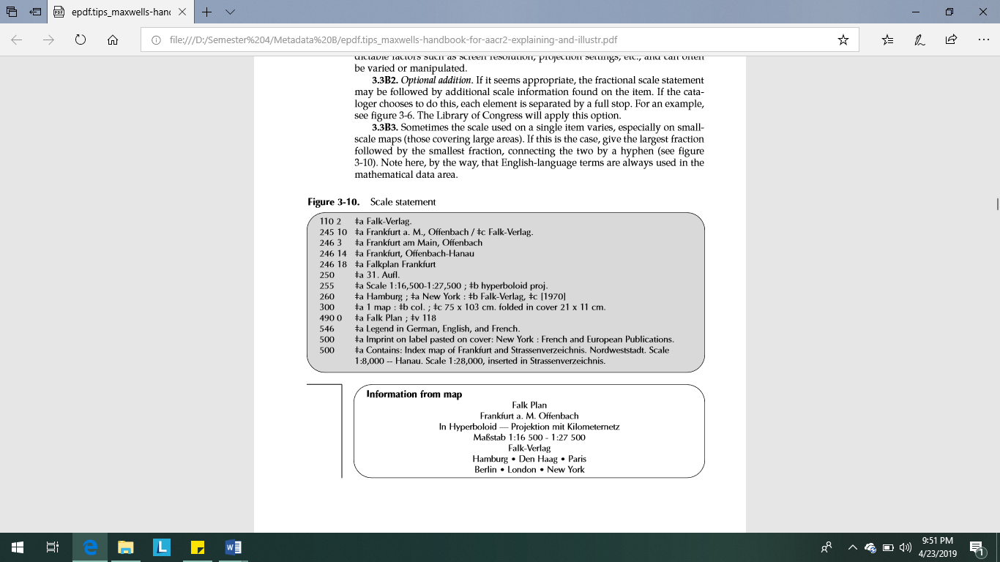 epdf.tips_maxwells-hand
file:///D:/Semester%204/Metadata%20B/epdf.tips_maxwells-handbook-for-aacr2-explaining-and-illustr.pdf
dictable factors such as screen resolution, projection settings, etc., and can often
be varied or manipulated.
3.3B2. Optional addition. If it seems appropriate, the fractional scale statement
may be followed by additional scale information found on the item. If the cata-
loger chooses to do this, each element is separated by a full stop. For an example,
see figure 3-6. The Library of Congress will apply this option.
3.3B3. Sometimes the scale used on a single item varies, especially on small-
scale maps (those covering large areas). If this is the case, give the largest fraction
followed by the smallest fraction, connecting the two by a hyphen (see figure
3-10). Note here, by the way, that English-language terms are always used in the
mathematical data area.
Figure 3-10. Scale statement
110 2 ‡a Falk-Verlag.
245 10 ‡a Frankfurt a. M., Offenbach / ‡c Falk-Verlag.
246 3 ‡a Frankfurt am Main, Offenbach
246 14 ‡a Frankfurt, Offenbach-Hanau
246 18 ‡a Falkplan Frankfurt
250 ‡a 31. Aufl.
255 ‡a Scale 1:16,500-1:27,500 ; ‡b hyperboloid proj.
260 ‡a Hamburg ; ‡a New York : ‡b Falk-Verlag, ‡c [1970]
300 ‡a 1 map : ‡b col. ; ‡c 75 x 103 cm. folded in cover 21 x 11 cm.
490 0 ‡a Falk Plan ; ‡v 118
546 ‡a Legend in German, English, and French.
500 ‡a Imprint on label pasted on cover: New York : French and European Publications.
500 ‡a Contains: Index map of Frankfurt and Strassenverzeichnis. Nordweststadt. Scale
1:8,000 -- Hanau. Scale 1:28,000, inserted in Strassenverzeichnis.
Information from map
Falk Plan
Frankfurt a. M. Offenbach
In Hyperboloid — Projektion mit Kilometernetz
Maßstab 1:16 500 - 1:27 500
Falk-Verlag
Hamburg • Den Haag • Paris
Berlin • London • New York
9:51 PM
4/23/2019
1